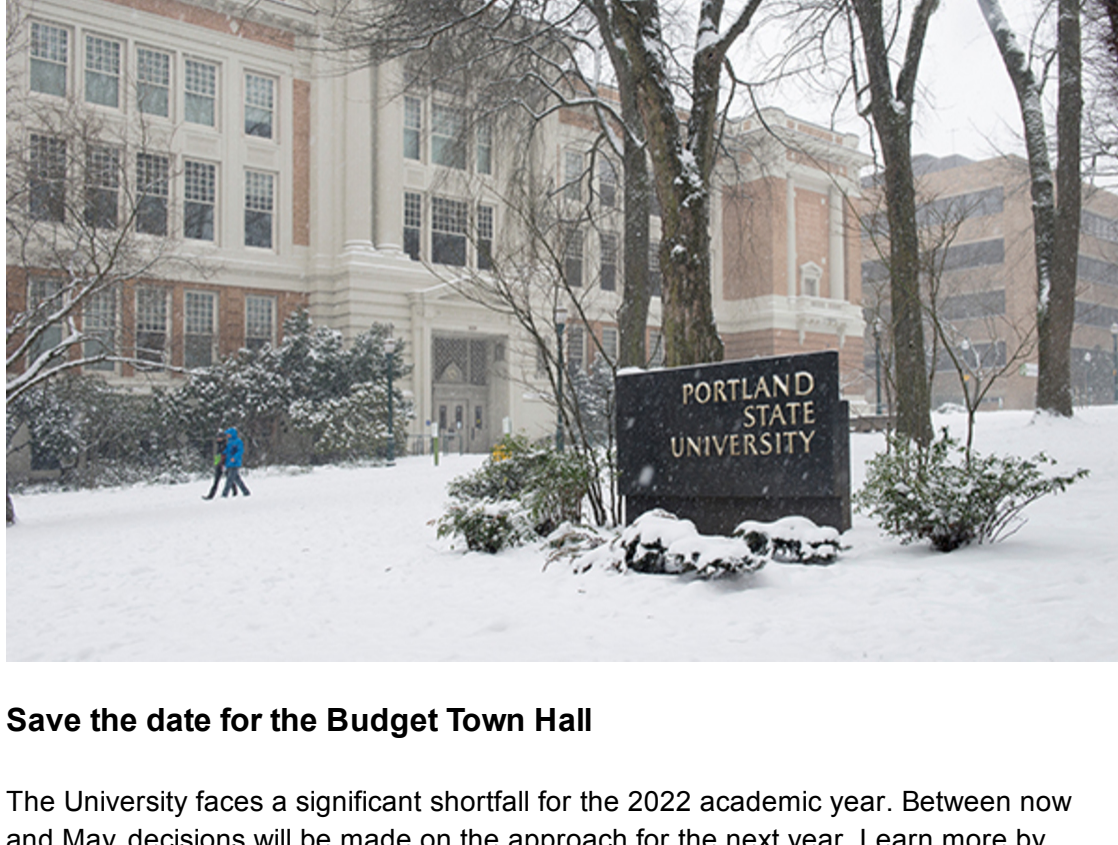 PORTLAND
STATE
UNIVERSITY
Save the date for the Budget Town Hall
The University faces a significant shortfall for the 2022 academic year. Between now
and May, decisions will be made on the approach for the next year. Learn more by